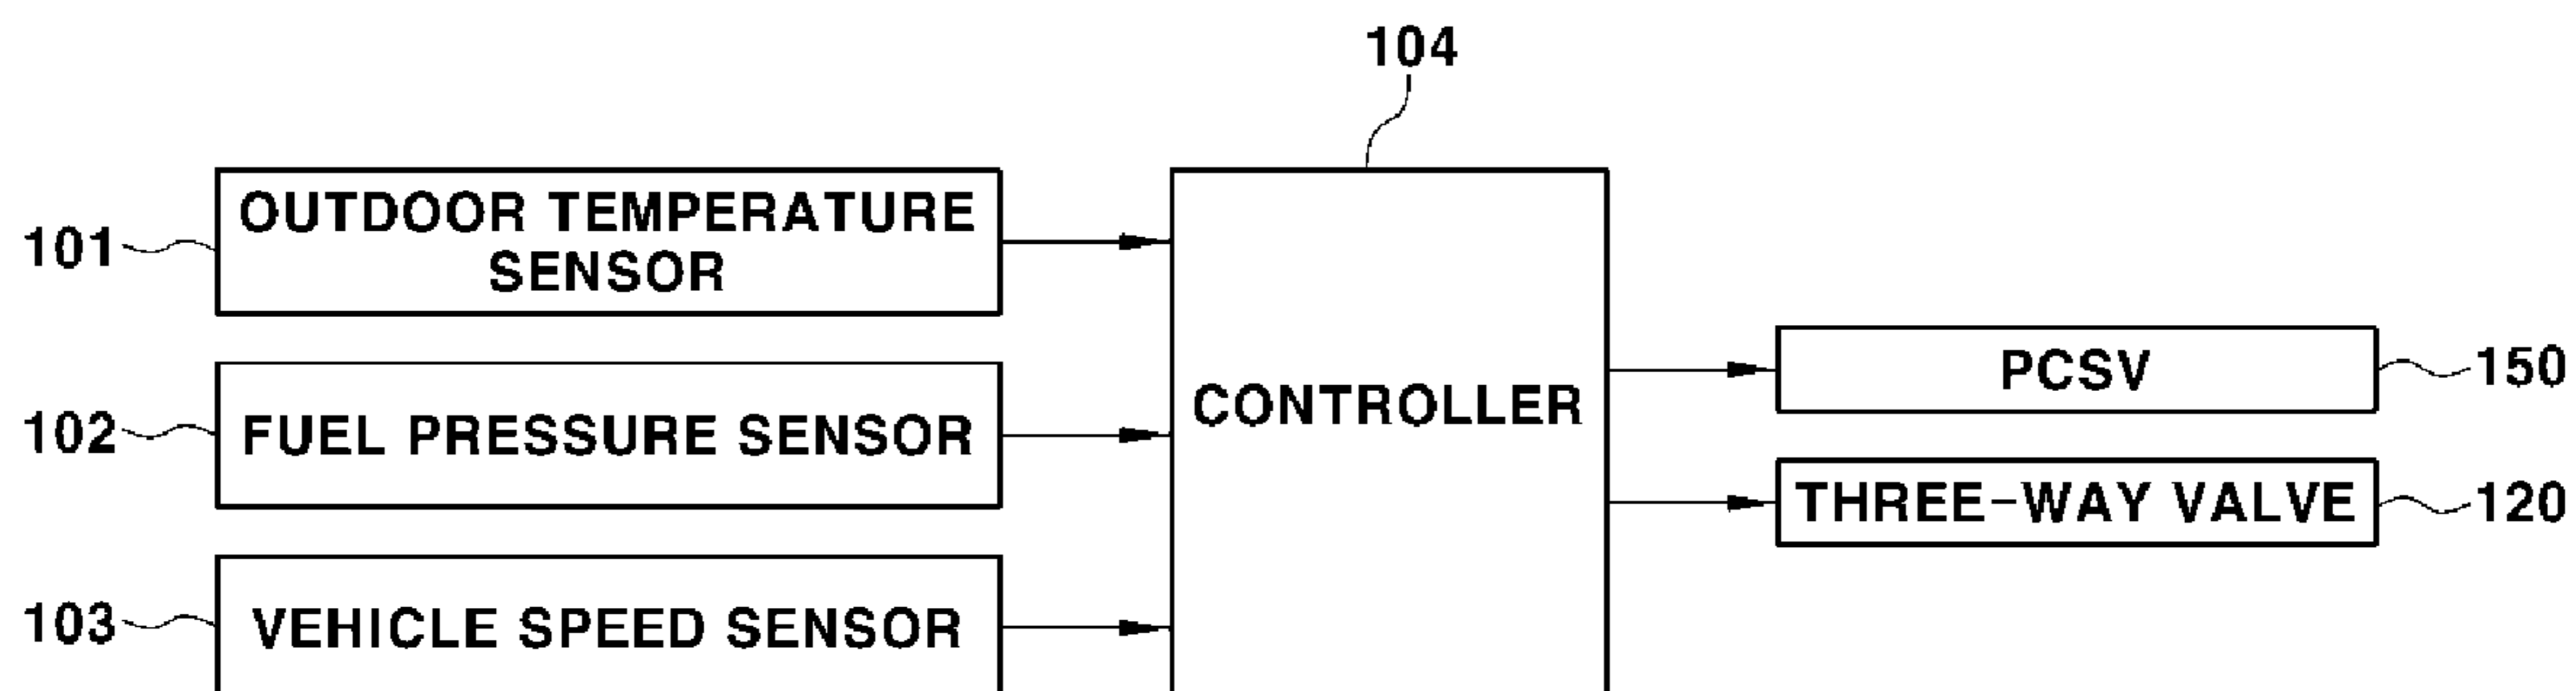 104
101
OUTDOOR TEMPERATURE
SENSOR
102
FUEL PRESSURE SENSOR
103
VEHICLE SPEED SENSOR
CONTROLLER
PCSV
150
THREE-WAY VALVE
120